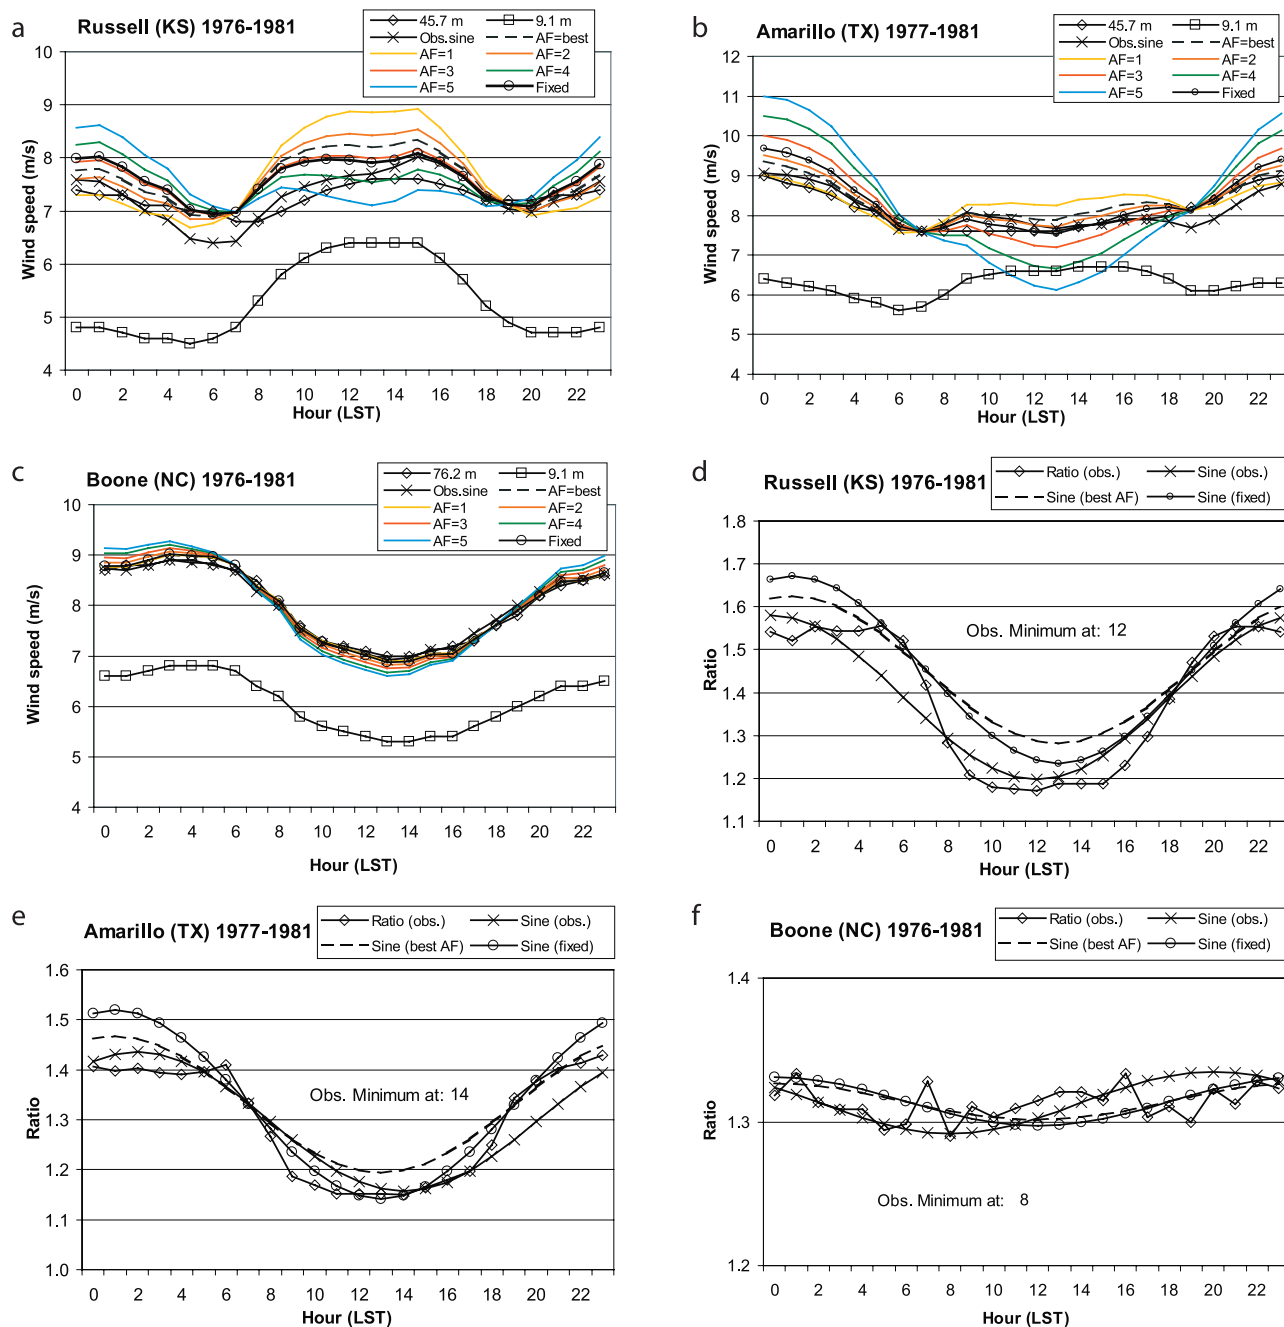 a
Russell (KS) 1976-1981
45.7 m
9.1 m
Obs.sine
AF=best
AF=1
AF=2
AF=3
AF=4
AF=5
Fixed
Wind speed (m/s)
10
9
8
7
6
5
4
0 2 4 6 8 10 12 14 16 18 20 22
Hour (LST)
b
Amarillo (TX) 1977-1981
45.7 m
9.1 m
Obs.sine
AF=best
AF=1
AF=2
AF=3
AF=4
AF=5
Fixed
Wind speed (m/s)
12
11
10
9
8
7
6
5
4
0 2 4 6 8 10 12 14 16 18 20 22
Hour (LST)
c
Boone (NC) 1976-1981
76.2 m
9.1 m
Obs.sine
AF=best
AF=1
AF=2
AF=3
AF=4
AF=5
Fixed
Wind speed (m/s)
10
9
8
7
6
5
4
0 2 4 6 8 10 12 14 16 18 20 22
Hour (LST)
d
Russell (KS) 1976-1981
Ratio (obs.)
Sine (obs.)
Sine (best AF)
Sine (fixed)
Ratio
1.8
1.7
1.6
1.5
1.4
1.3
1.2
1.1
Obs. Minimum at: 12
0 2 4 6 8 10 12 14 16 18 20 22
Hour (LST)
e
Amarillo (TX) 1977-1981
Ratio (obs.)
Sine (obs.)
Sine (best AF)
Sine (fixed)
Ratio
1.6
1.5
1.4
1.3
1.2
1.1
1.0
Obs. Minimum at: 14
0 2 4 6 8 10 12 14 16 18 20 22
Hour (LST)
f
Boone (NC) 1976-1981
Ratio (obs.)
Sine (obs.)
Sine (best AF)
Sine (fixed)
Ratio
1.4
1.3
1.2
Obs. Minimum at: 8
0 2 4 6 8 10 12 14 16 18 20 22
Hour (LST)